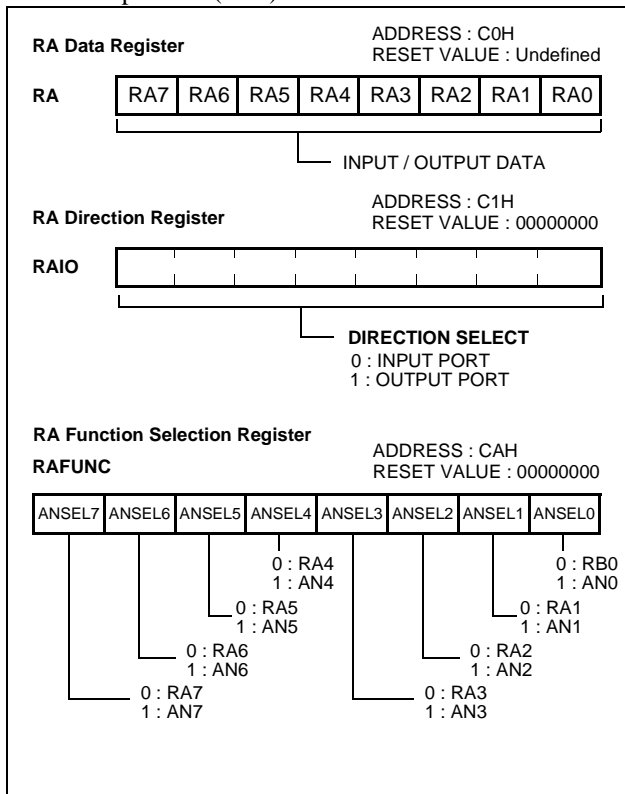 RA Data Register
ADDRESS : C0H
RESET VALUE : Undefined
RA
RA7 RA6 RA5 RA4 RA3 RA2 RA1 RA0
INPUT / OUTPUT DATA
RA Direction Register
ADDRESS : C1H
RESET VALUE : 00000000
RAIO
DIRECTION SELECT
0 : INPUT PORT
1 : OUTPUT PORT
RA Function Selection Register
RAFUNC
ADDRESS : CAH
RESET VALUE : 00000000
ANSEL7 ANSEL6 ANSEL5 ANSEL4 ANSEL3 ANSEL2 ANSEL1 ANSEL0
0 : RA4
1 : AN4
0 : RB0
1 : AN0
0 : RA5
1 : AN5
0 : RA1
1 : AN1
0 : RA6
1 : AN6
0 : RA2
1 : AN2
0 : RA7
1 : AN7
0 : RA3
1 : AN3